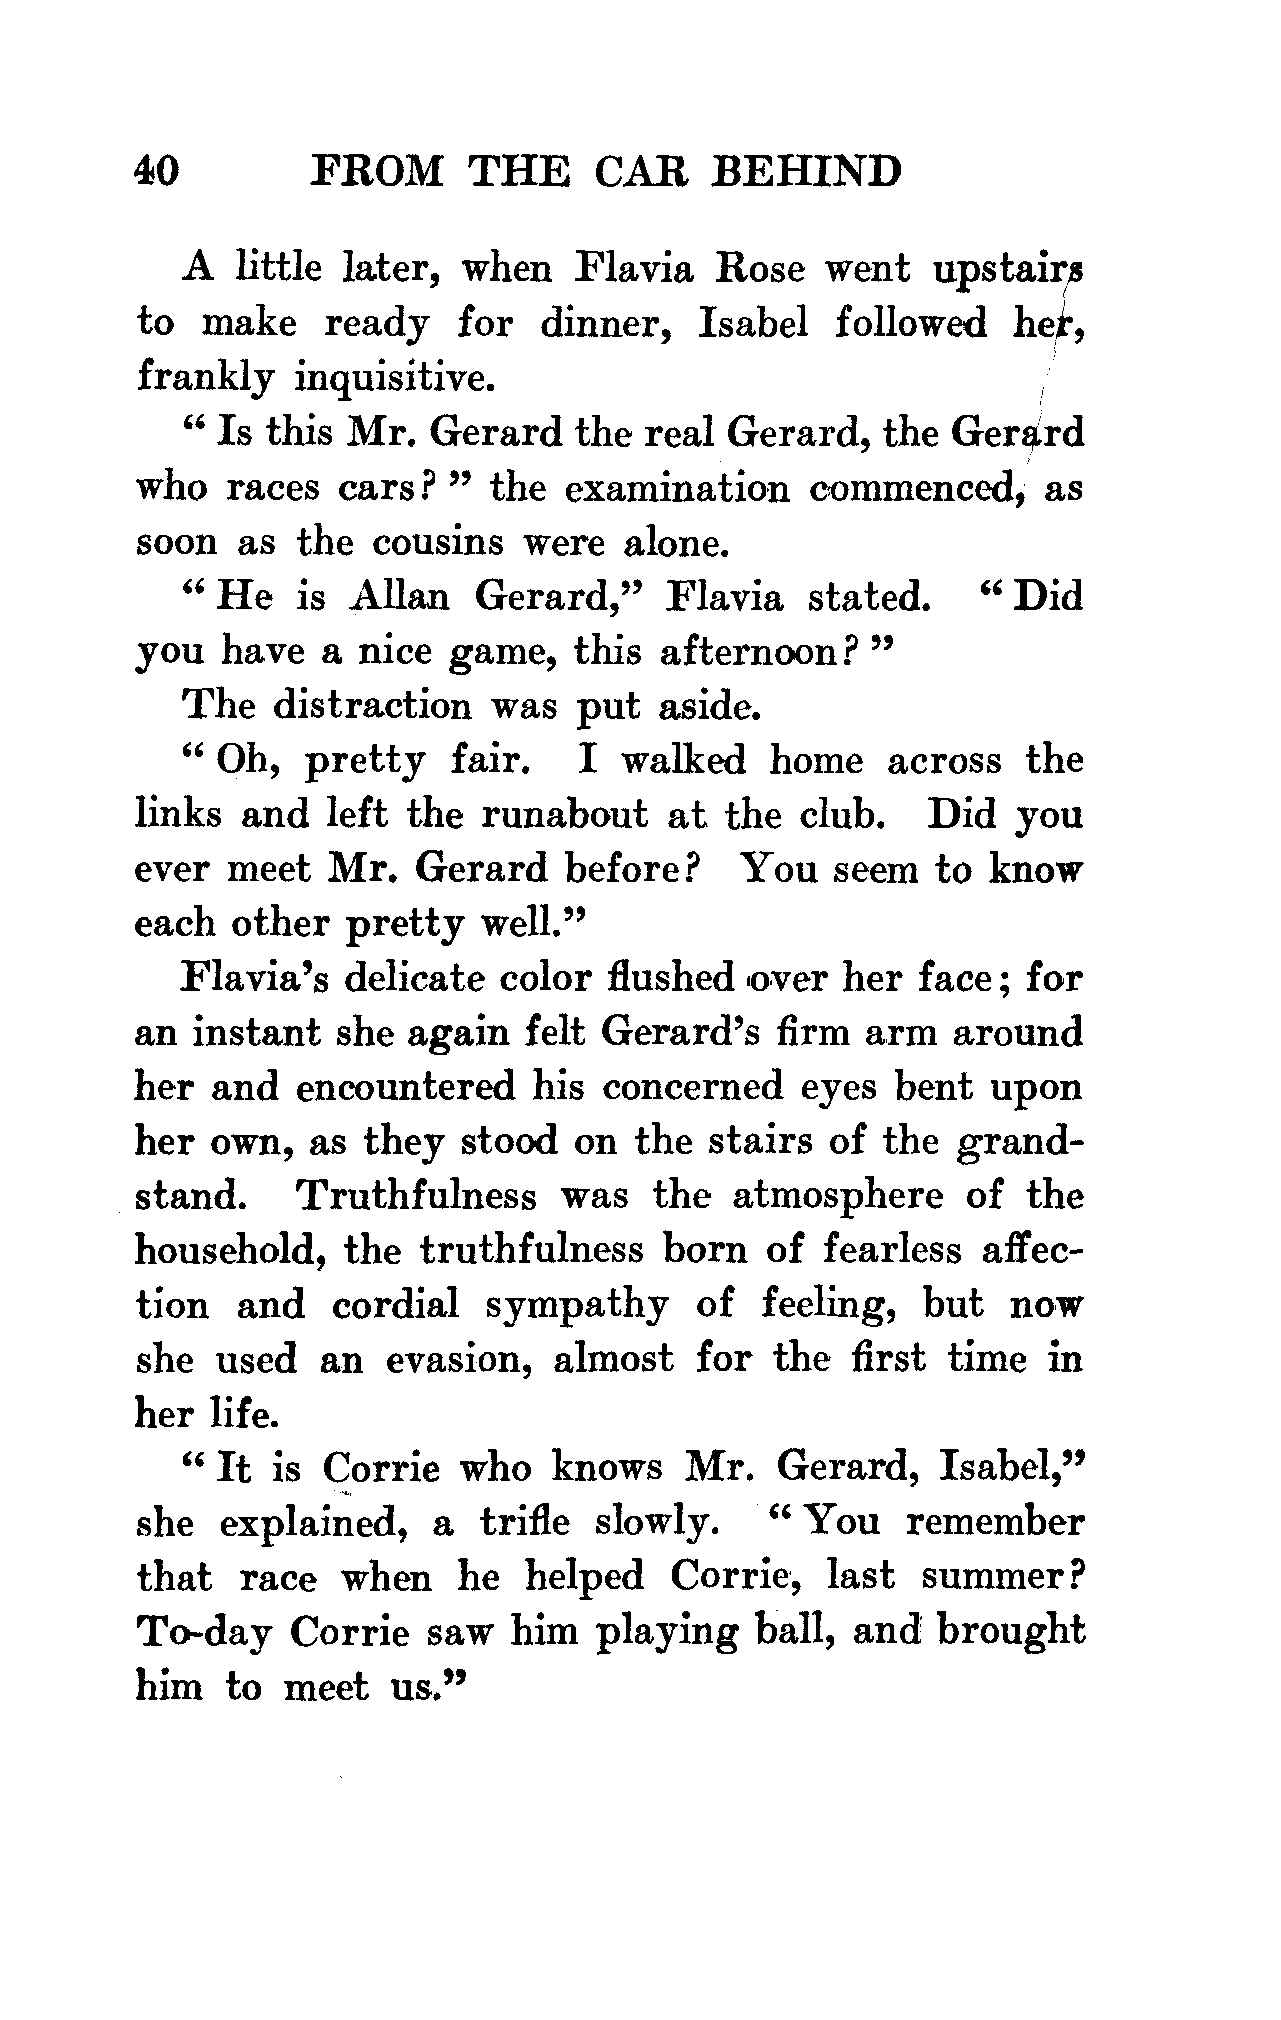 40 FROM THE CAR BEHIND
A little later, when Flavia Rose went upstairs
to make ready for dinner, Isabel followed her,
frankly inquisitive.
“ Is this Mr. Gerard the real Gerard, the Gerard
who races cars? ” the examination commenced, as
soon as the cousins were alone.
“ He is Allan Gerard,” Flavia stated. “ Did
you have a nice game, this afternoon? ”
The distraction was put aside.
“ Oh, pretty fair. I walked home across the
links and left the runabout at the club. Did you
ever meet Mr. Gerard before? You seem to know
each other pretty well.”
Flavia’s delicate color flushed over her face; for
an instant she again felt Gerard’s firm arm around
her and encountered his concerned eyes bent upon
her own, as they stood on the stairs of the grand-
stand. Truthfulness was the atmosphere of the
household, the truthfulness born of fearless affec-
tion and cordial sympathy of feeling, but now
she used an evasion, almost for the first time in
her life.
“ It is Corrie who knows Mr. Gerard, Isabel,”
she explained, a trifle slowly. “ You remember
that race when he helped Corrie, last summer?
To-day Corrie saw him playing ball, and brought
him to meet us.”